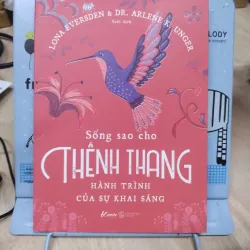 LONA EVERSDEN & DR. ARLENE K. UNGER
Sống sao cho
THÊNH THANG
HÀNH TRÌNH
CỦA SỰ KHAI SÁNG